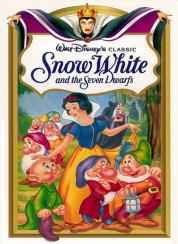 WALT DISNEY'S CLASSIC
Snow White
and the Seven Dwarfs